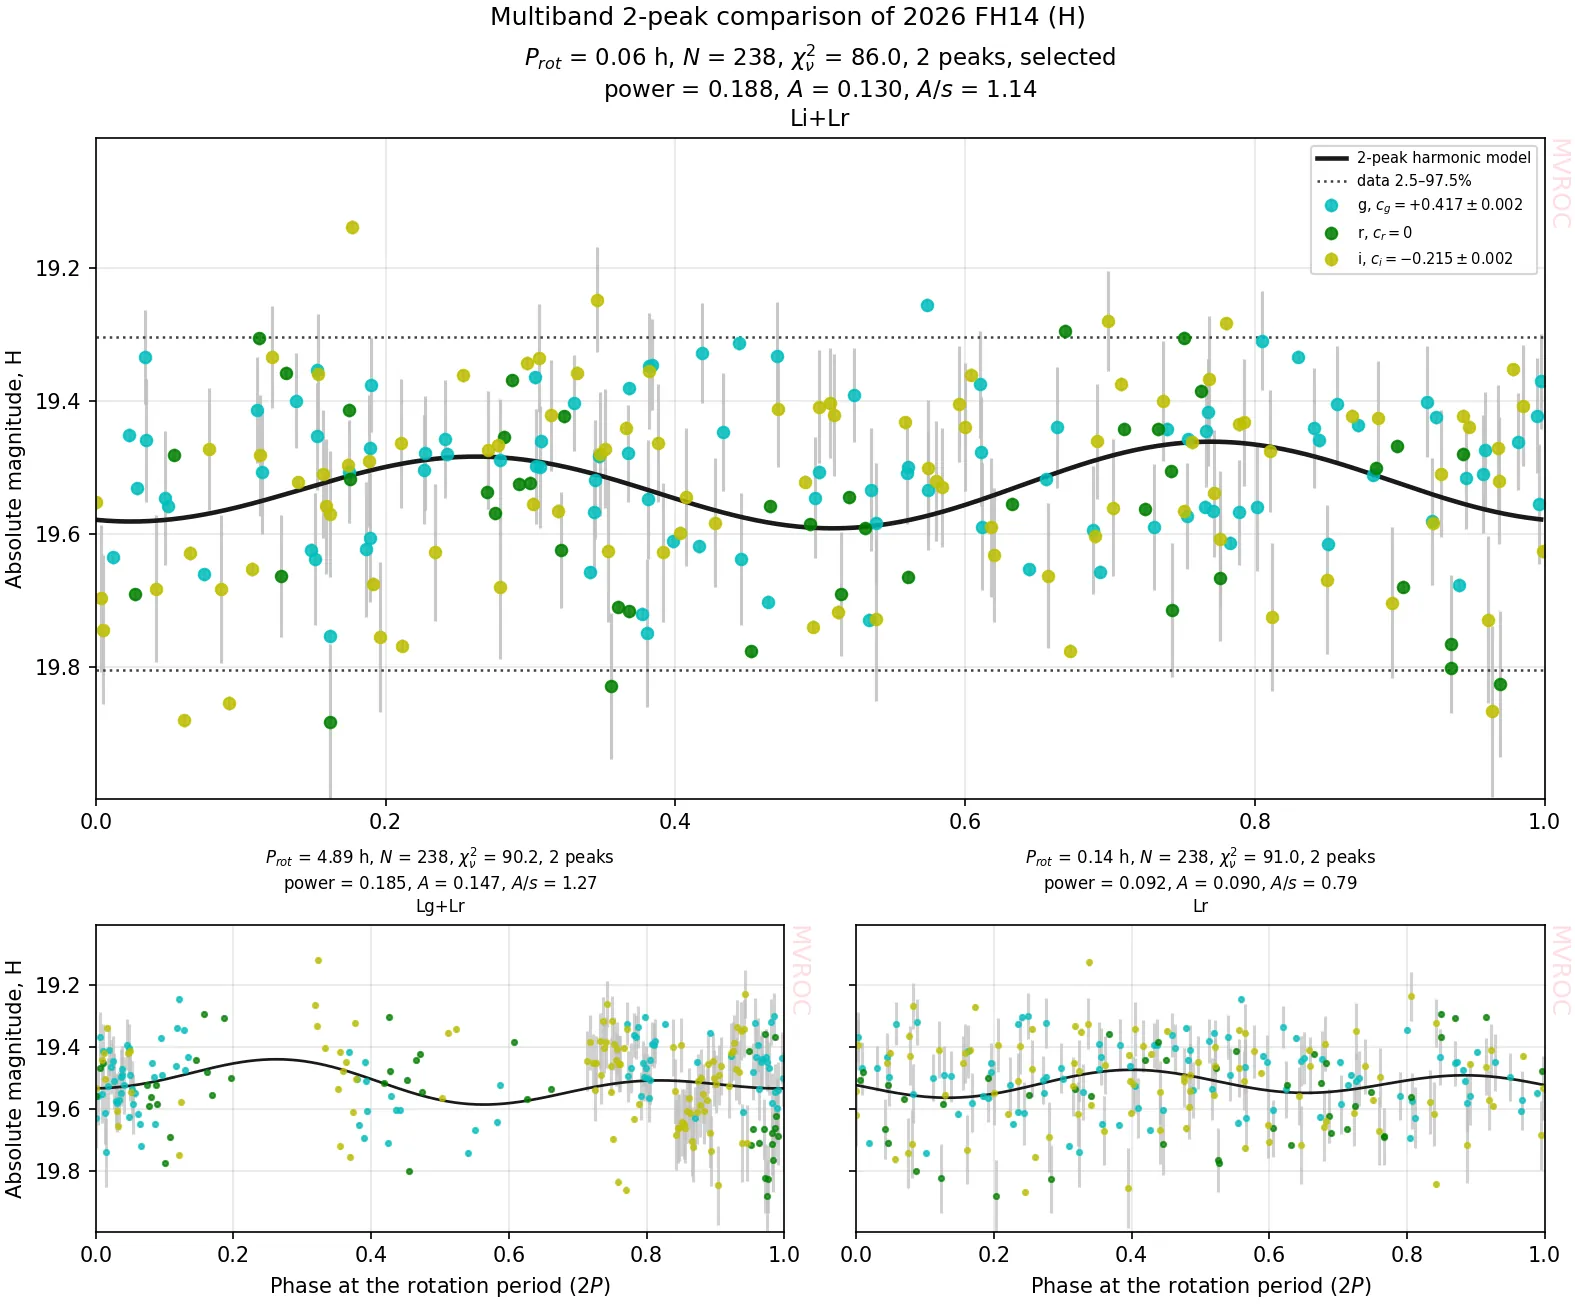 Multiband 2-peak comparison of 2026 FH14 (H)
P_rot = 0.06 h, N = 238, χ²_ν = 86.0, 2 peaks, selected
power = 0.188, A = 0.130, A/s = 1.14
Li+Lr
2-peak harmonic model
data 2.5–97.5%
g, c_g = +0.417 ± 0.002
r, c_r = 0
i, c_i = −0.215 ± 0.002
MVROC
Absolute magnitude, H
19.2
19.4
19.6
19.8
0.0 0.2 0.4 0.6 0.8 1.0
P_rot = 4.89 h, N = 238, χ²_ν = 90.2, 2 peaks
power = 0.185, A = 0.147, A/s = 1.27
Lg+Lr
MVROC
Absolute magnitude, H
19.2
19.4
19.6
19.8
0.0 0.2 0.4 0.6 0.8 1.0
Phase at the rotation period (2P)
P_rot = 0.14 h, N = 238, χ²_ν = 91.0, 2 peaks
power = 0.092, A = 0.090, A/s = 0.79
Lr
MVROC
0.0 0.2 0.4 0.6 0.8 1.0
Phase at the rotation period (2P)